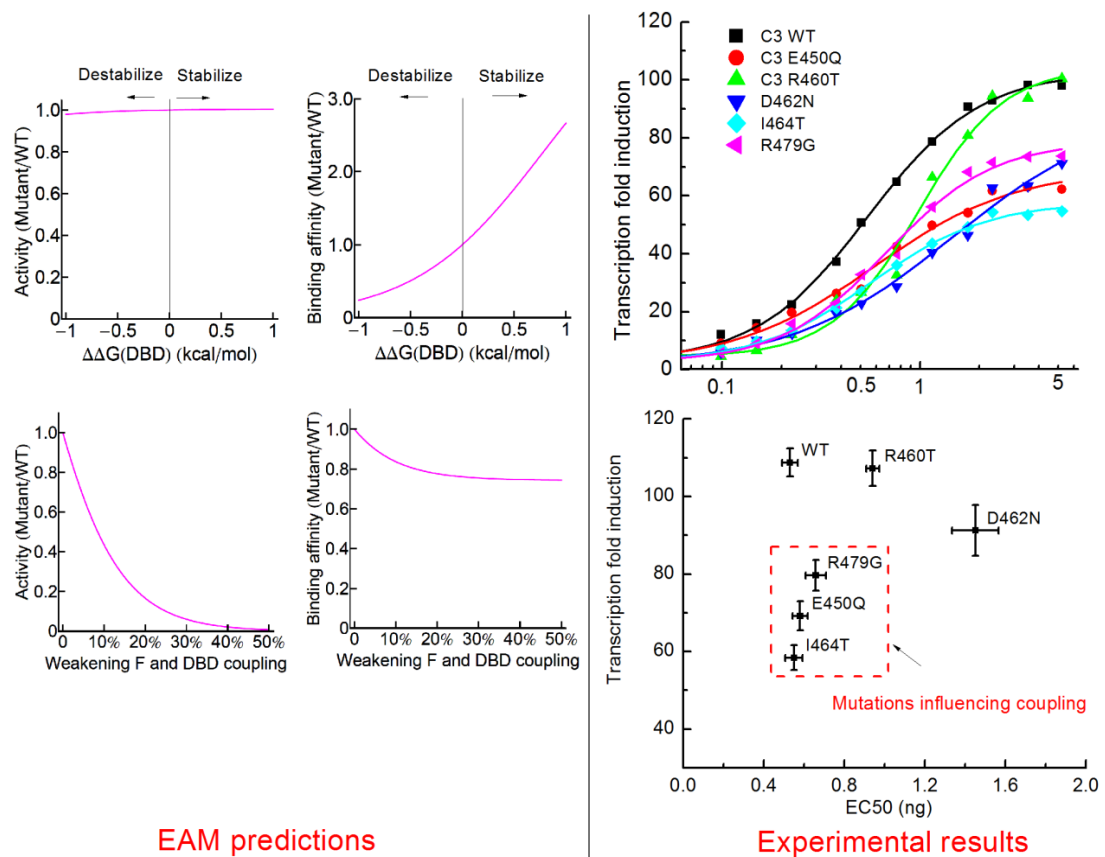 Destabilize Stabilize
Activity (Mutant/WT)
1.0
0.8
0.6
0.4
0.2
0
−1 −0.5 0 0.5 1
ΔΔG(DBD) (kcal/mol)
Destabilize Stabilize
Binding affinity (Mutant/WT)
3.0
2.0
1.0
0
−1 −0.5 0 0.5 1
ΔΔG(DBD) (kcal/mol)
Activity (Mutant/WT)
1.0
0.8
0.6
0.4
0.2
0
0 10% 20% 30% 40% 50%
Weakening F and DBD coupling
Binding affinity (Mutant/WT)
1.0
0.8
0.6
0.4
0.2
0
0 10% 20% 30% 40% 50%
Weakening F and DBD coupling
EAM predictions
Transcription fold induction
120
100
80
60
40
20
0
C3 WT
C3 E450Q
C3 R460T
D462N
I464T
R479G
0.1 0.5 1 5
Transcription fold induction
120
100
80
60
40
WT
R460T
D462N
R479G
E450Q
I464T
Mutations influencing coupling
0.0 0.4 0.8 1.2 1.6 2.0
EC50 (ng)
Experimental results